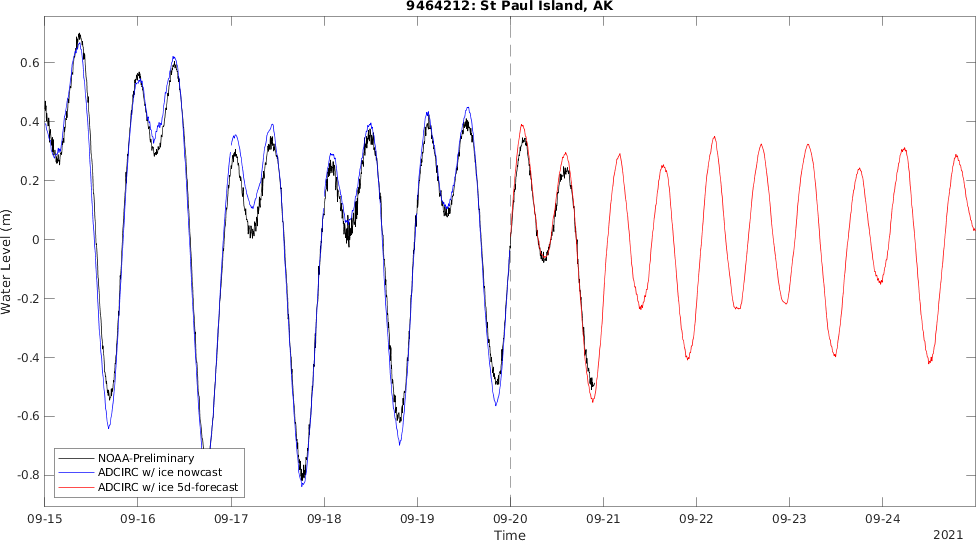 9464212: St Paul Island, AK
Water Level (m)
0.6
0.4
0.2
0
-0.2
-0.4
-0.6
-0.8
NOAA-Preliminary
ADCIRC w/ ice nowcast
ADCIRC w/ ice 5d-forecast
09-15 09-16 09-17 09-18 09-19 09-20 09-21 09-22 09-23 09-24
Time
2021